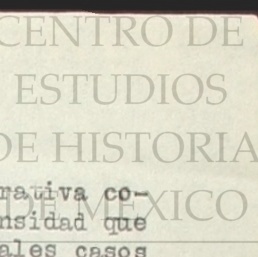 CENTRO DE
ESTUDIOS
DE HISTORIA
DE MÉXICO
rativa co-
nsidad que
ales casos